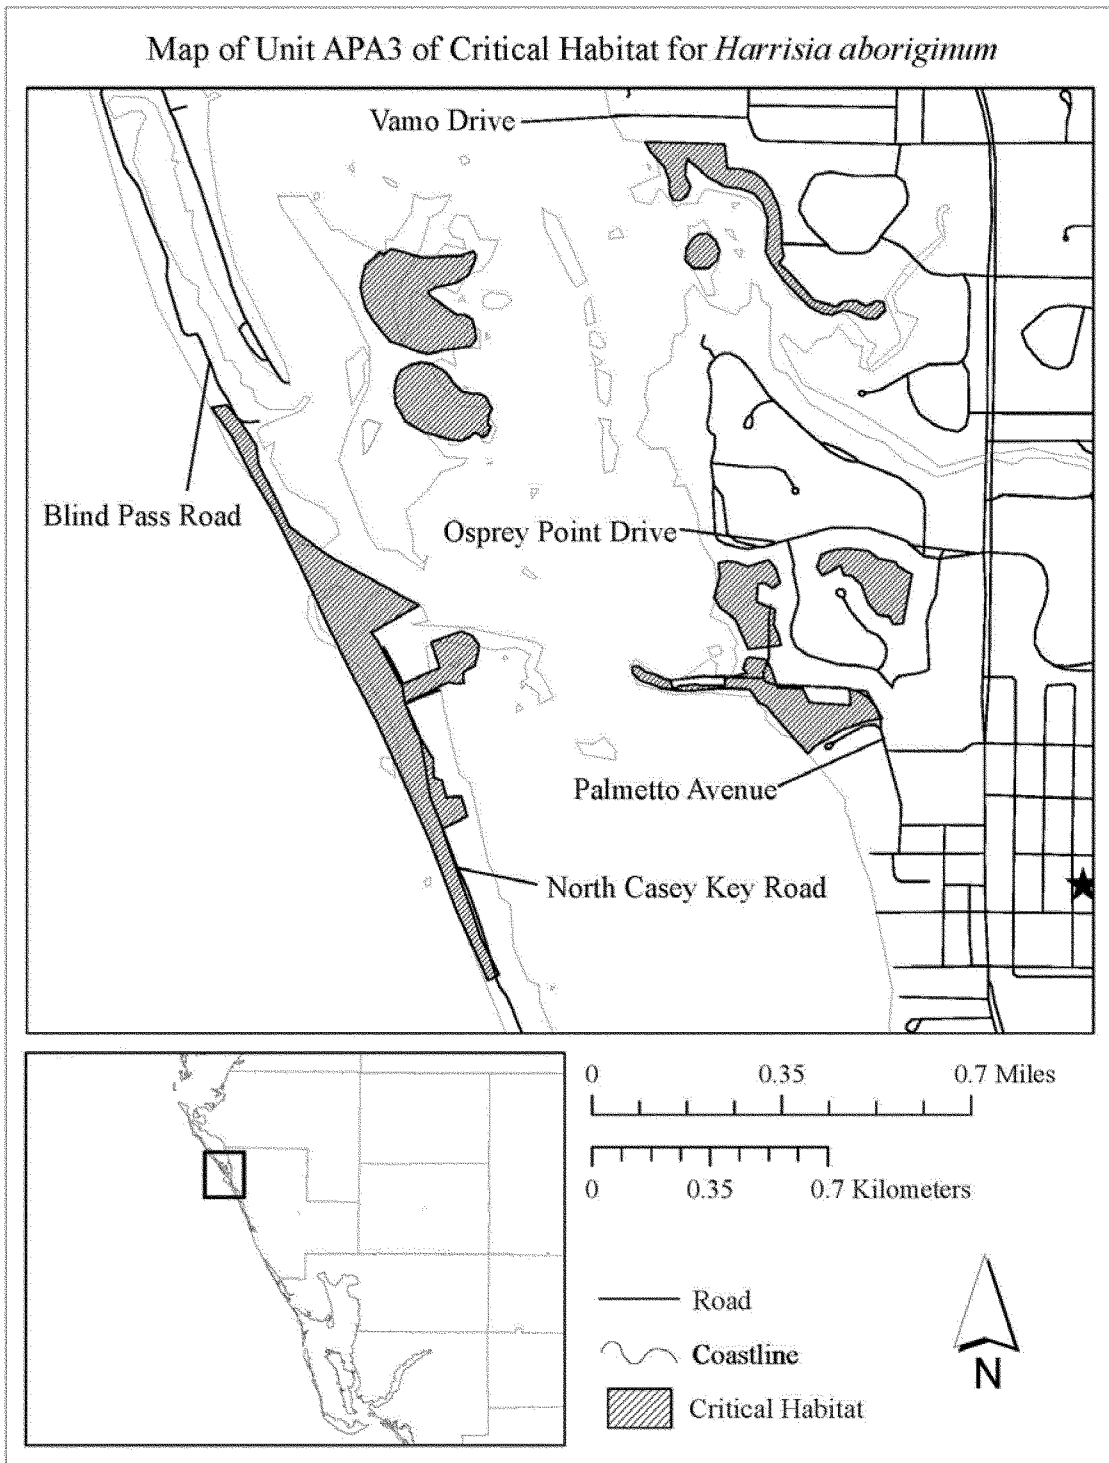 Map of Unit APA3 of Critical Habitat for Harrisia aboriginum
Vamo Drive
Blind Pass Road
Osprey Point Drive
Palmetto Avenue
North Casey Key Road
0 0.35 0.7 Miles
0 0.35 0.7 Kilometers
Road
Coastline
Critical Habitat
N